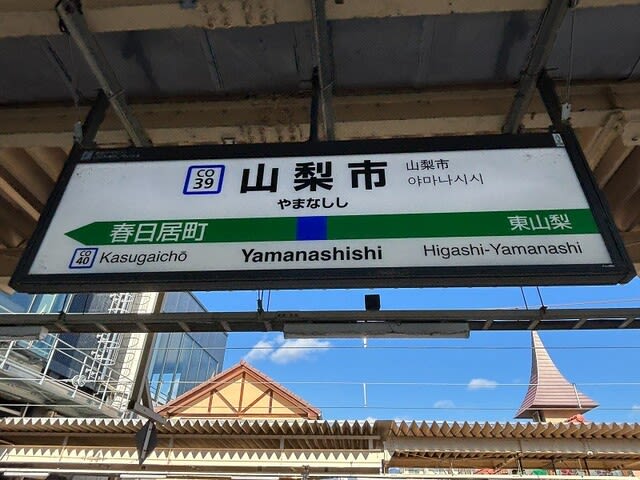 CO
39
山梨市
やまなしし
山梨市
야마나시시
春日居町
東山梨
CO
40
Kasugaichō
Yamanashishi
Higashi-Yamanashi